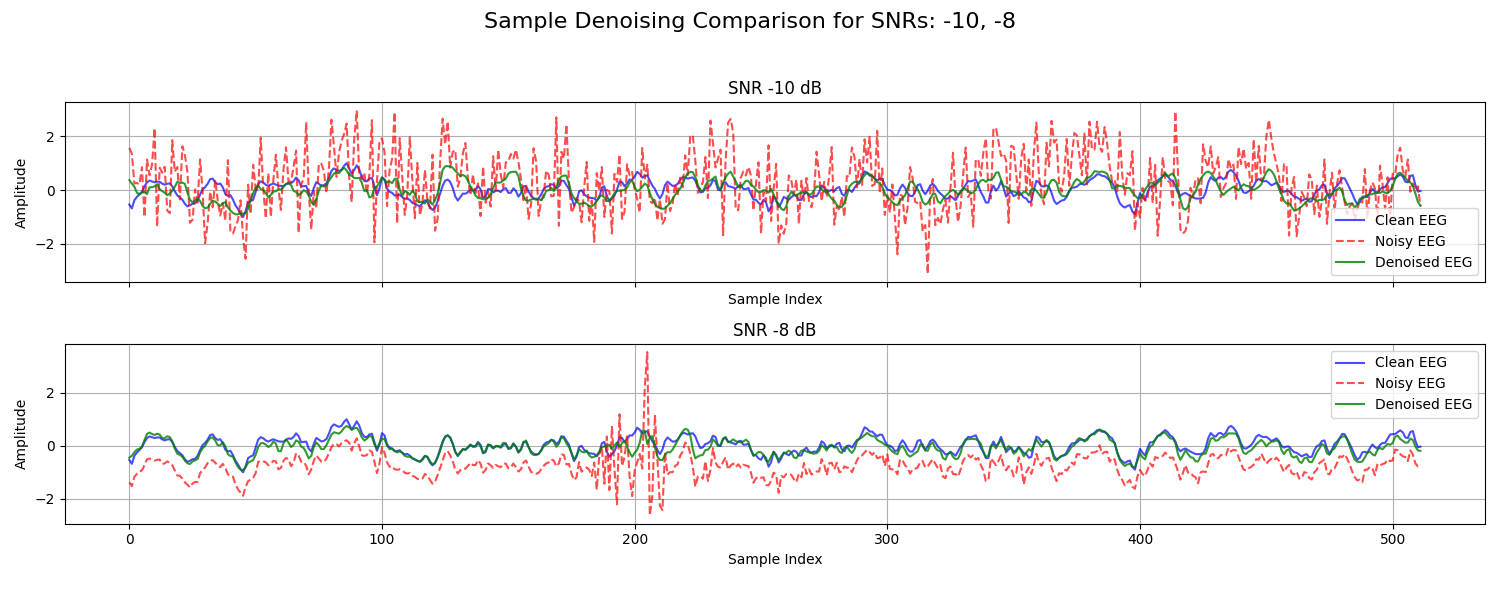 Sample Denoising Comparison for SNRs: -10, -8
SNR -10 dB
Amplitude
2
0
−2
Clean EEG
Noisy EEG
Denoised EEG
Sample Index
SNR -8 dB
Amplitude
2
0
−2
Clean EEG
Noisy EEG
Denoised EEG
0 100 200 300 400 500
Sample Index